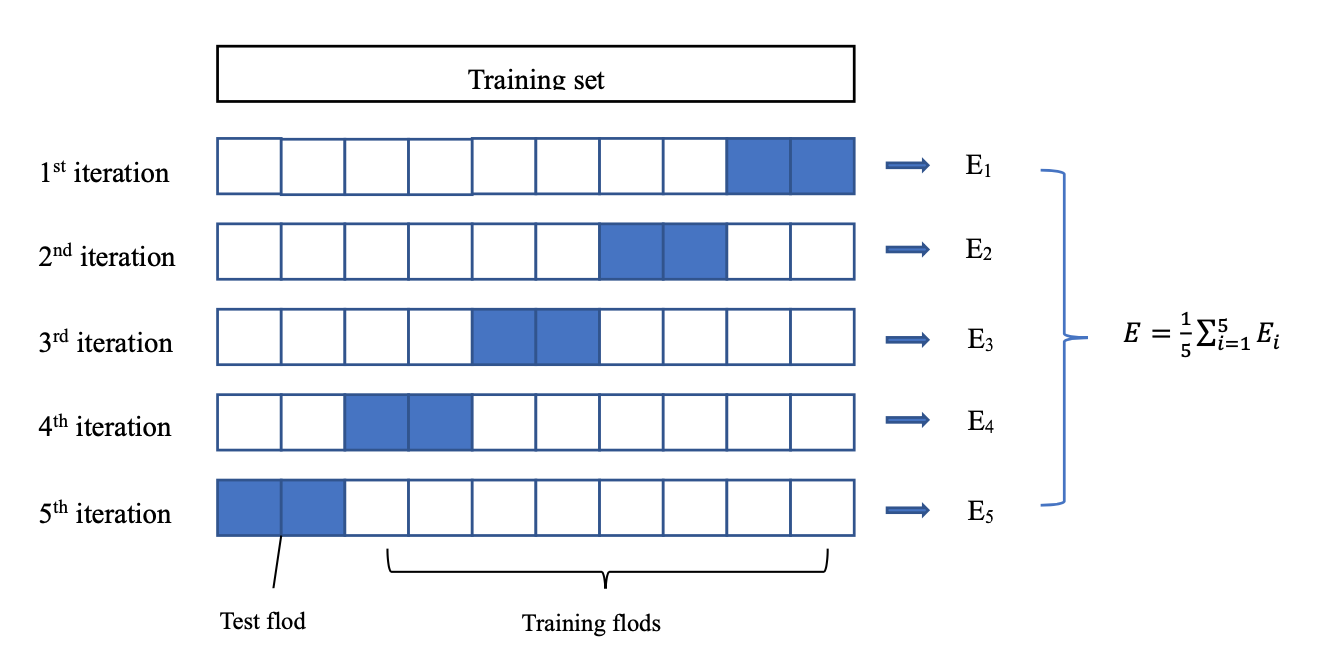 Training set
1st iteration
E1
2nd iteration
E2
3rd iteration
E3
4th iteration
E4
5th iteration
E5
E = 1/5 ∑⁵ᵢ₌₁ Eᵢ
Test flod
Training flods